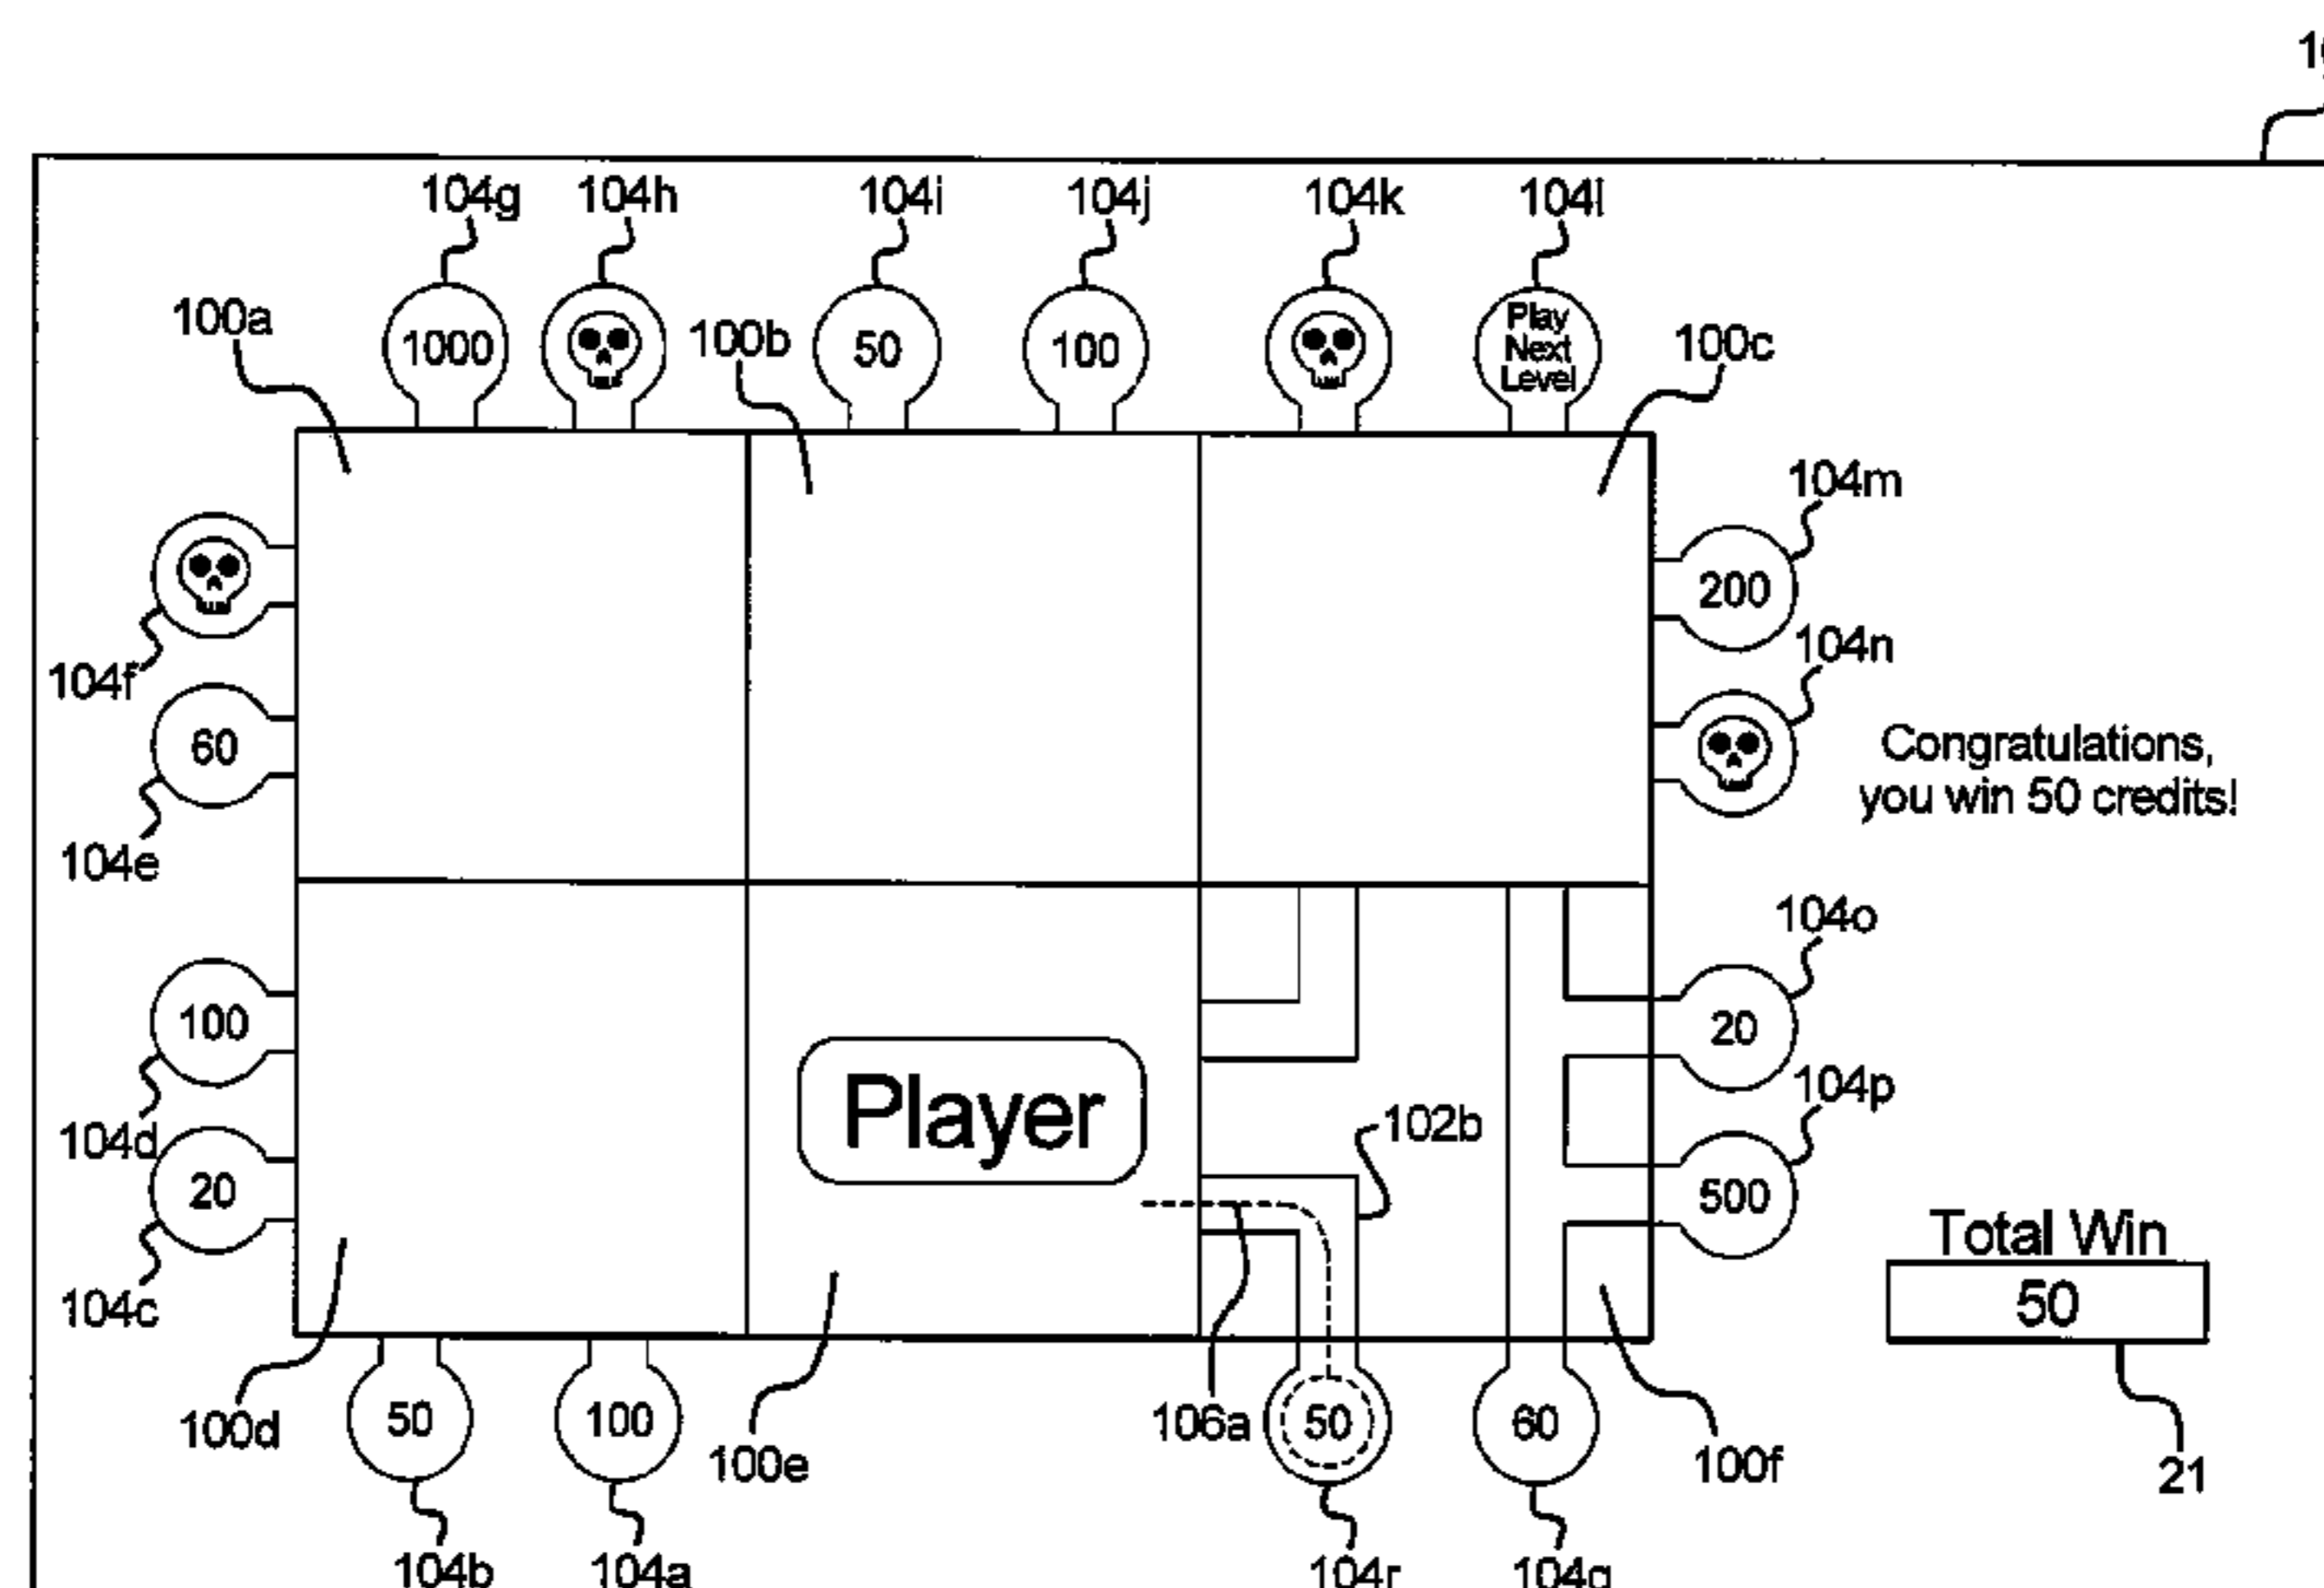 104g 104h 104i 104j 104k 104l
100a 1000 100b 50 100 Play Next Level 100c
104m
200
104f
104n
60
Congratulations,
you win 50 credits!
104e
104o
100
20
Player
104p
104d
102b
20
500
Total Win
50
104c
100d 50 100 100e 106a 50 60 100f
21
104b 104a 104r 104q